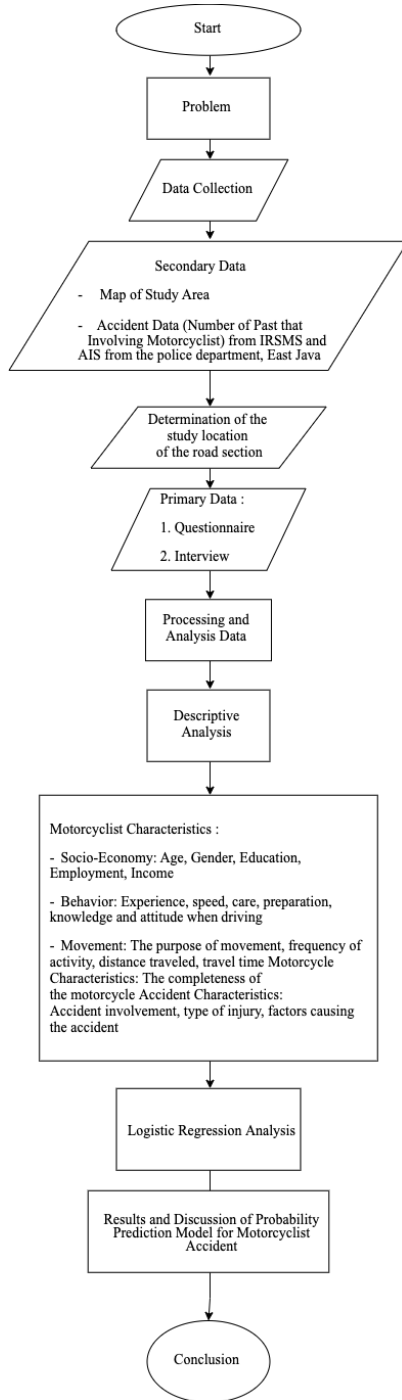 Start
Problem
Data Collection
Secondary Data
- Map of Study Area
- Accident Data (Number of Past that
Involving Motorcyclist) from IRSMS and
AIS from the police department, East Java
Determination of the
study location
of the road section
Primary Data :
1. Questionnaire
2. Interview
Processing and
Analysis Data
Descriptive
Analysis
Motorcyclist Characteristics :
- Socio-Economy: Age, Gender, Education,
Employment, Income
- Behavior: Experience, speed, care, preparation,
knowledge and attitude when driving
- Movement: The purpose of movement, frequency of
activity, distance traveled, travel time Motorcycle
Characteristics: The completeness of
the motorcycle Accident Characteristics:
Accident involvement, type of injury, factors causing
the accident
Logistic Regression Analysis
Results and Discussion of Probability
Prediction Model for Motorcyclist
Accident
Conclusion